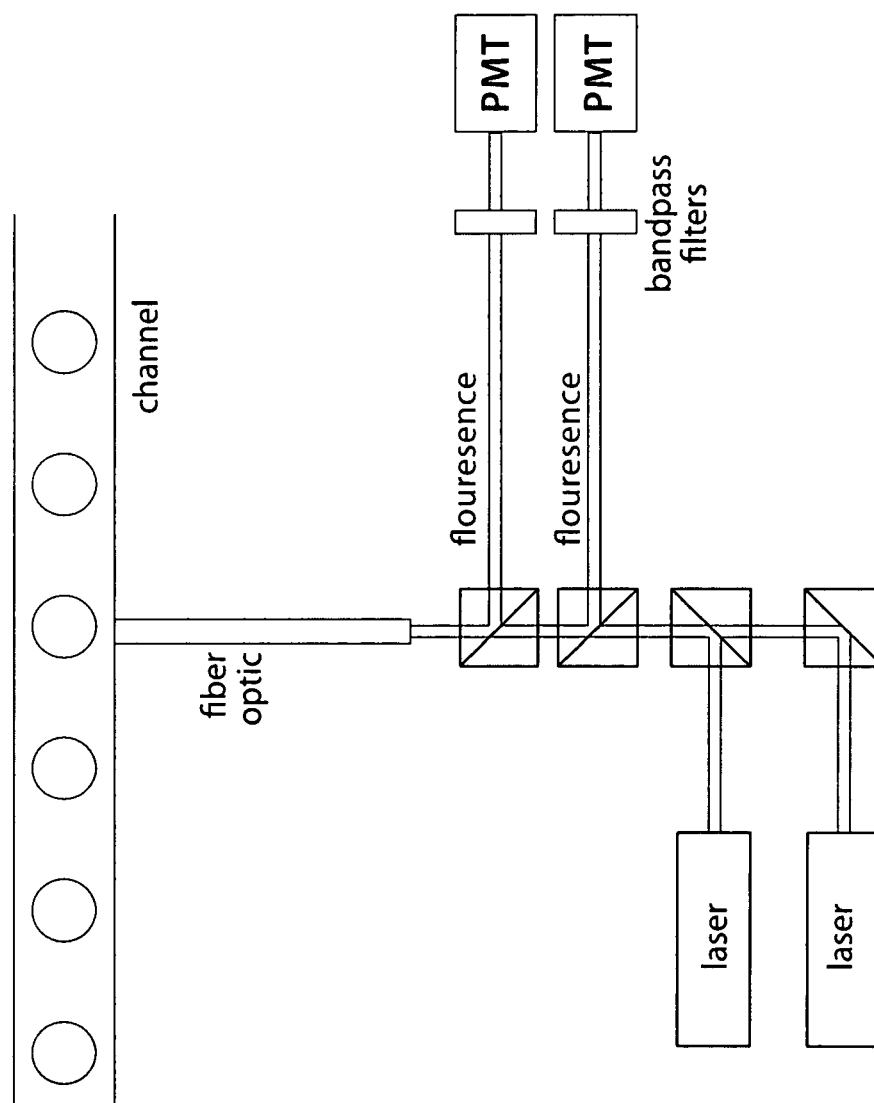 PMT
PMT
bandpass
filters
channel
flouresence
flouresence
fiber
optic
laser
laser